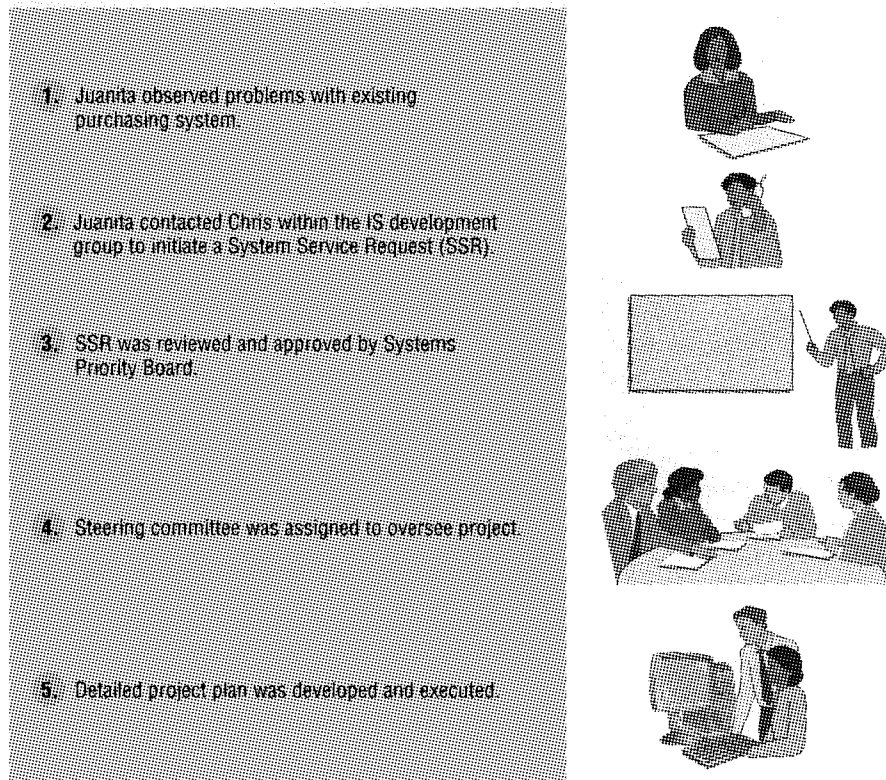 1. Juanita observed problems with existing
purchasing system.
2. Juanita contacted Chris within the IS development
group to initiate a System Service Request (SSR).
3. SSR was reviewed and approved by Systems
Priority Board.
4. Steering committee was assigned to oversee project.
5. Detailed project plan was developed and executed.